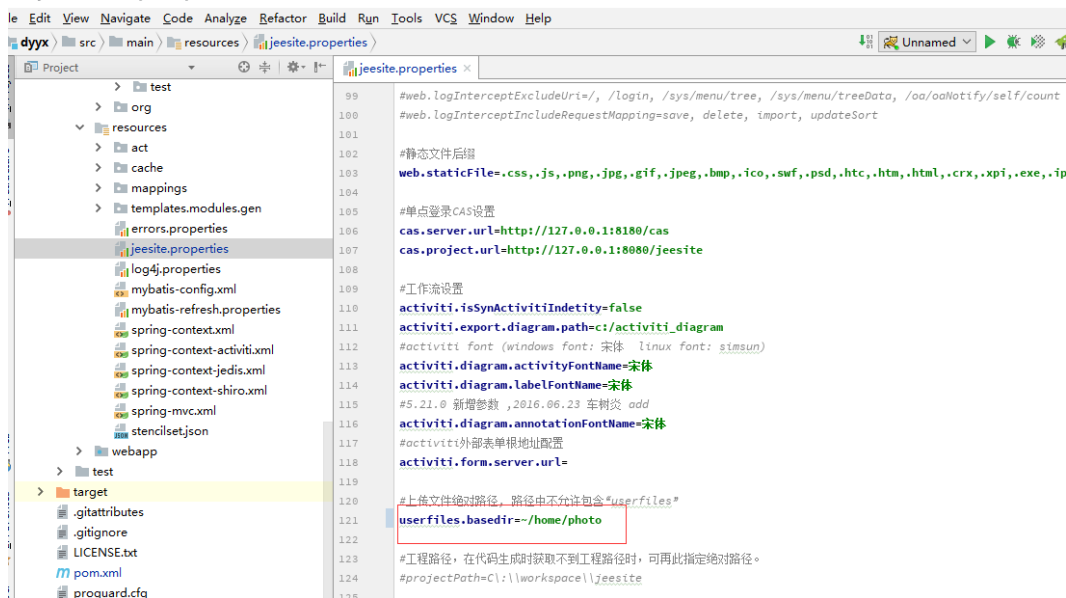 le Edit View Navigate Code Analyze Refactor Build Run Tools VCS Window Help
dyyx src main resources jeesite.properties
Unnamed
Project
jeesite.properties
test
org
resources
act
cache
mappings
templates.modules.gen
errors.properties
jeesite.properties
log4j.properties
mybatis-config.xml
mybatis-refresh.properties
spring-context.xml
spring-context-activiti.xml
spring-context-jedis.xml
spring-context-shiro.xml
spring-mvc.xml
stencilset.json
webapp
test
target
.gitattributes
.gitignore
LICENSE.txt
pom.xml
proguard.cfg
99 #web.logInterceptExcludeUri=/, /login, /sys/menu/tree, /sys/menu/treeData, /oa/oaNotify/self/count
100 #web.logInterceptIncludeRequestMapping=save, delete, import, updateSort
101
102 #静态文件后缀
103 web.staticFile=.css,.js,.png,.jpg,.gif,.jpeg,.bmp,.ico,.swf,.psd,.htc,.htm,.html,.crx,.xpi,.exe,.ip
104
105 #单点登录CAS设置
106 cas.server.url=http://127.0.0.1:8180/cas
107 cas.project.url=http://127.0.0.1:8080/jeesite
108
109 #工作流设置
110 activiti.isSynActivitiIndetity=false
111 activiti.export.diagram.path=c:/activiti_diagram
112 #activiti font (windows font: 宋体 linux font: simsun)
113 activiti.diagram.activityFontName=宋体
114 activiti.diagram.labelFontName=宋体
115 #5.21.0 新增参数 ,2016.06.23 车树炎 add
116 activiti.diagram.annotationFontName=宋体
117 #activiti外部表单根地址配置
118 activiti.form.server.url=
119
120 #上传文件绝对路径, 路径中不允许包含“userfiles”
121 userfiles.basedir=~/home/photo
122
123 #工程路径，在代码生成时获取不到工程路径时，可再此指定绝对路径。
124 #projectPath=C\:\\workspace\\jeesite
125